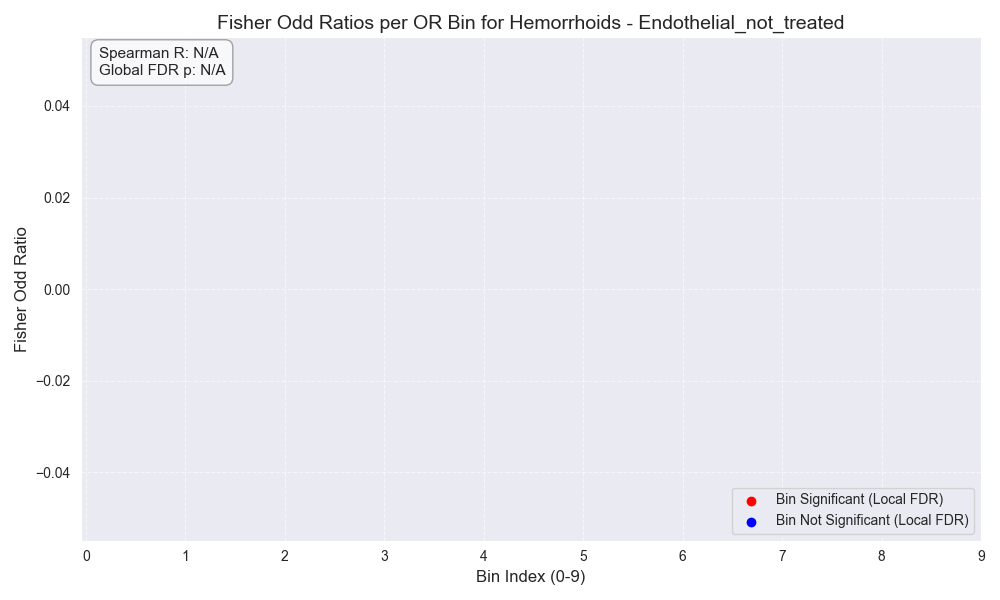 Fisher Odd Ratios per OR Bin for Hemorrhoids - Endothelial_not_treated
Spearman R: N/A
Global FDR p: N/A
0.04
0.02
0.00
−0.02
−0.04
Fisher Odd Ratio
Bin Significant (Local FDR)
Bin Not Significant (Local FDR)
0 1 2 3 4 5 6 7 8 9
Bin Index (0-9)